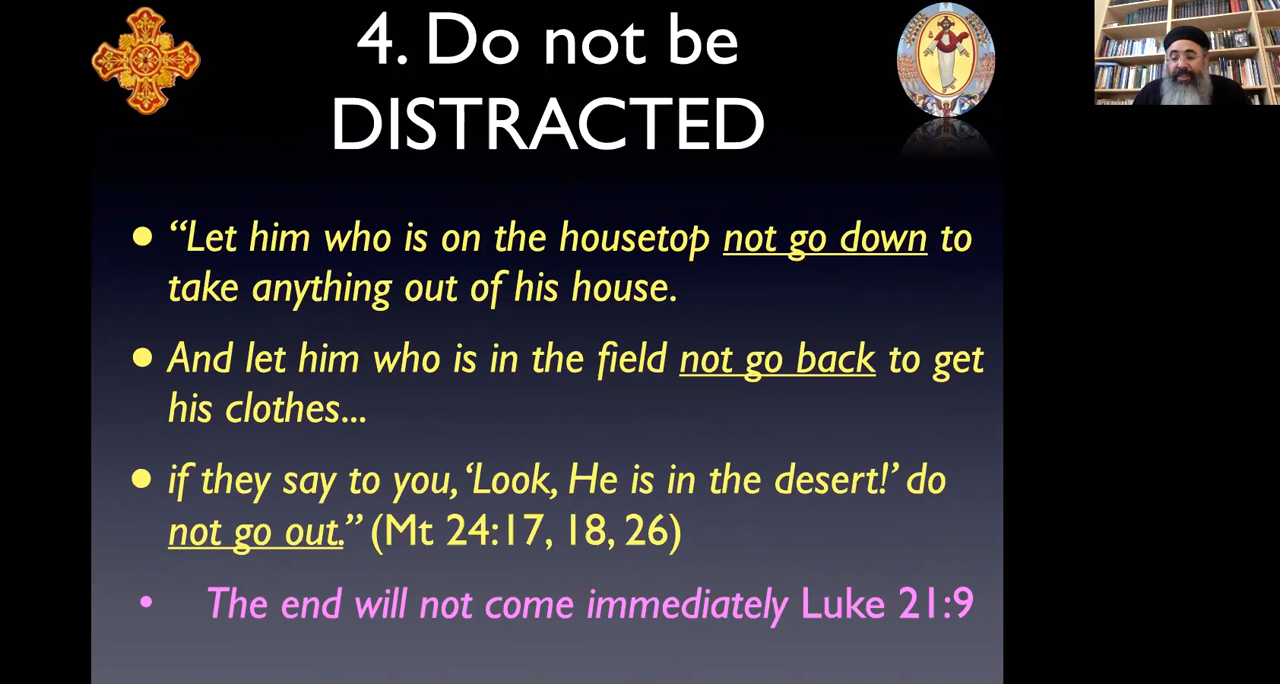 4. Do not be
DISTRACTED
• “Let him who is on the housetop not go down to
take anything out of his house.
• And let him who is in the field not go back to get
his clothes...
• if they say to you, ‘Look, He is in the desert!’ do
not go out.” (Mt 24:17, 18, 26)
• The end will not come immediately Luke 21:9